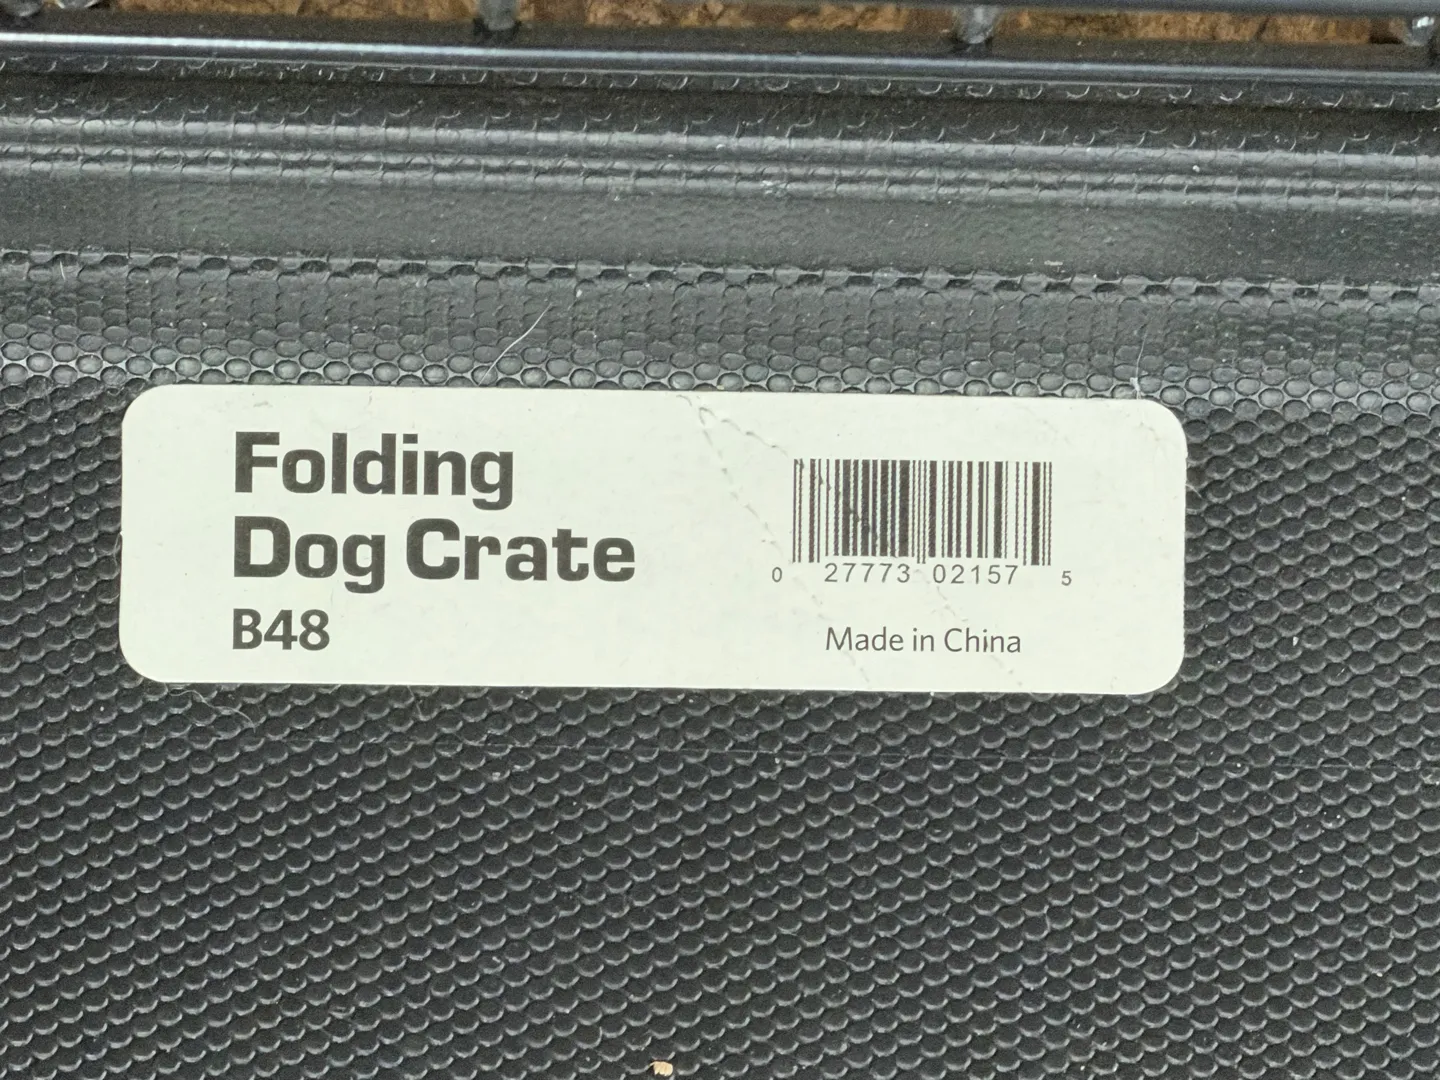 Folding
Dog Crate
B48
0 27773 02157 5
Made in China